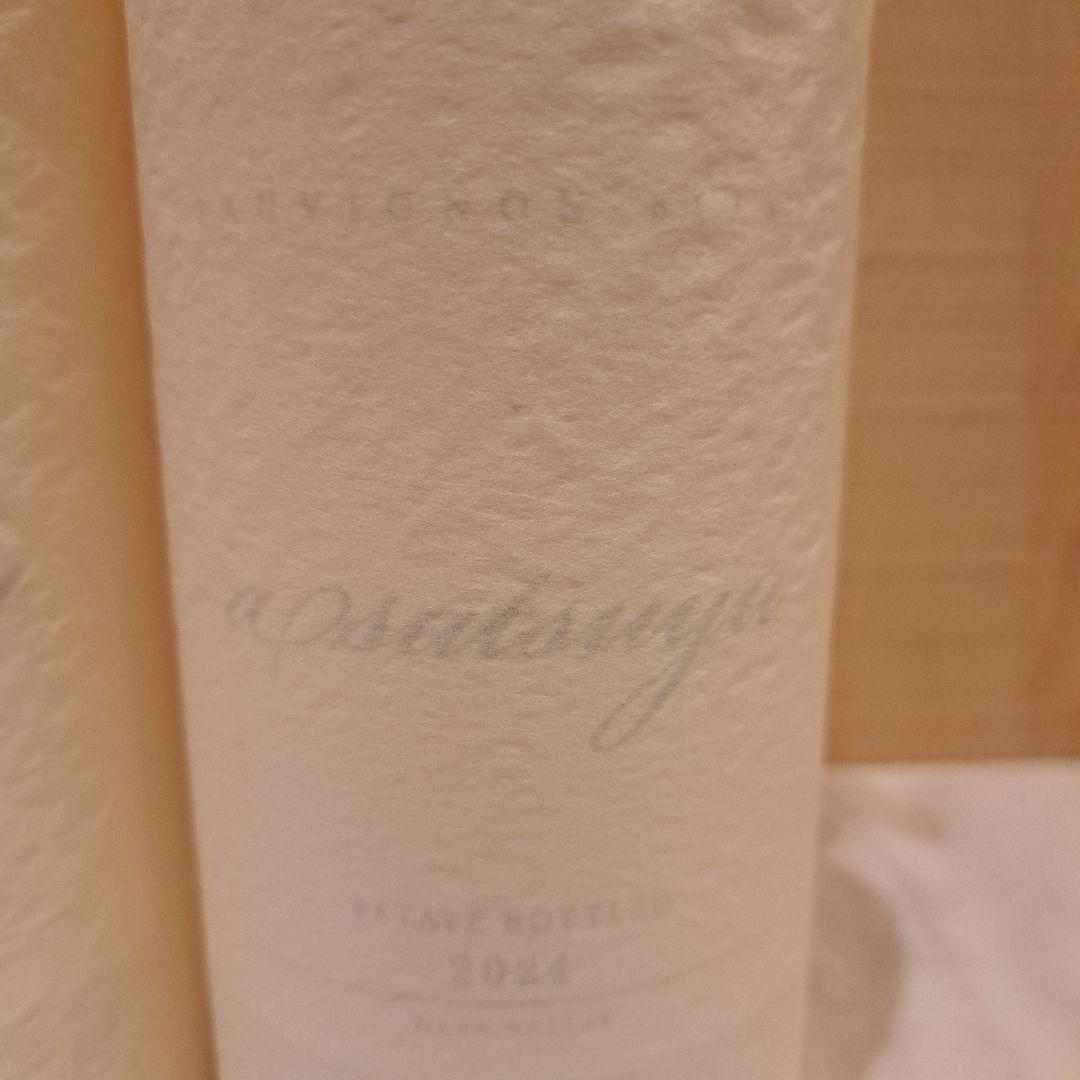 SAUVIGNON BLANC
asatsuyu
ESTATE BOTTLED
2024
NAPA VALLEY